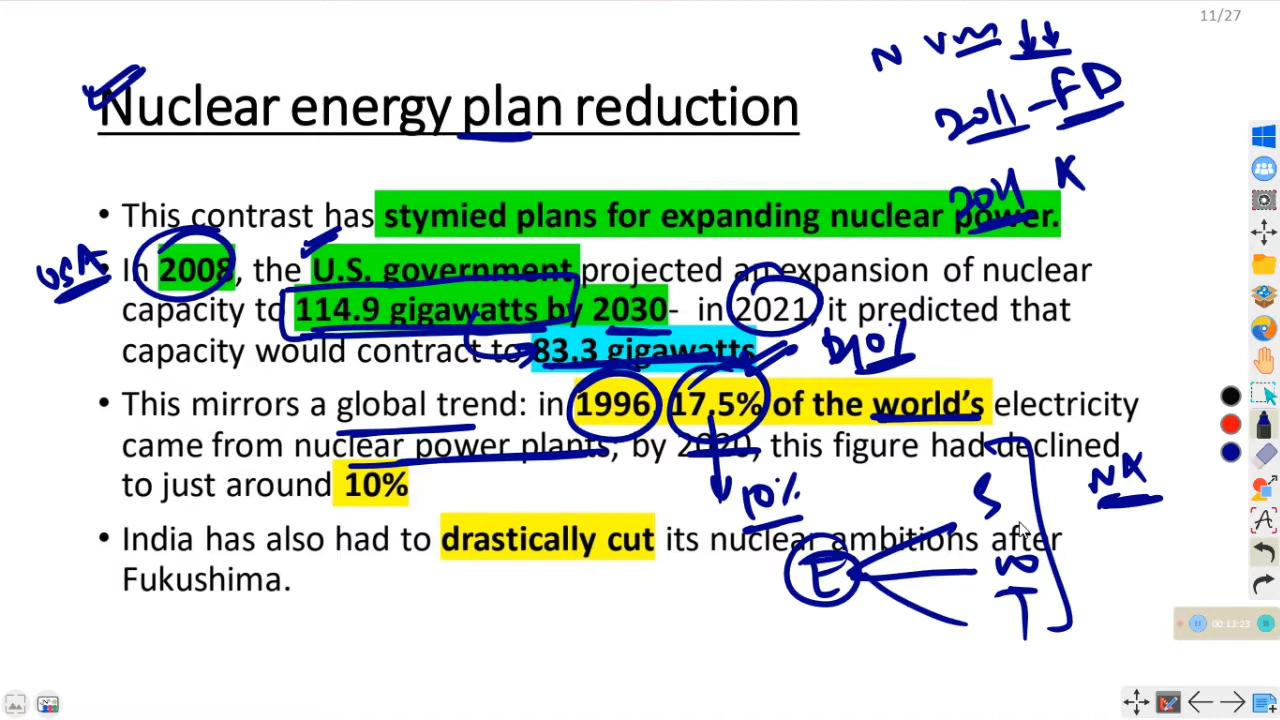 11/27
Nuclear energy plan reduction
2011 - FD
2011 K
• This contrast has stymied plans for expanding nuclear power.
USA
• In 2008, the U.S. government projected an expansion of nuclear
capacity to 114.9 gigawatts by 2030- in 2021, it predicted that
capacity would contract to 83.3 gigawatts
• This mirrors a global trend: in 1996, 17.5% of the world's electricity
came from nuclear power plants; by 2020, this figure had declined
to just around 10%
10%
S
• India has also had to drastically cut its nuclear ambitions after
Fukushima.
E
W
T
00:13:23